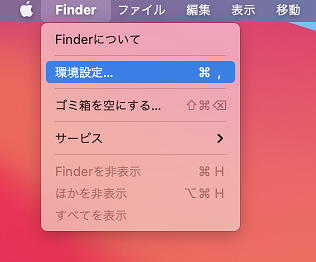 Finder ファイル 編集 表示 移動
Finderについて
環境設定... ⌘ ,
ゴミ箱を空にする... ⇧⌘⌫
サービス >
Finderを非表示 ⌘ H
ほかを非表示 ⌥⌘ H
すべてを表示